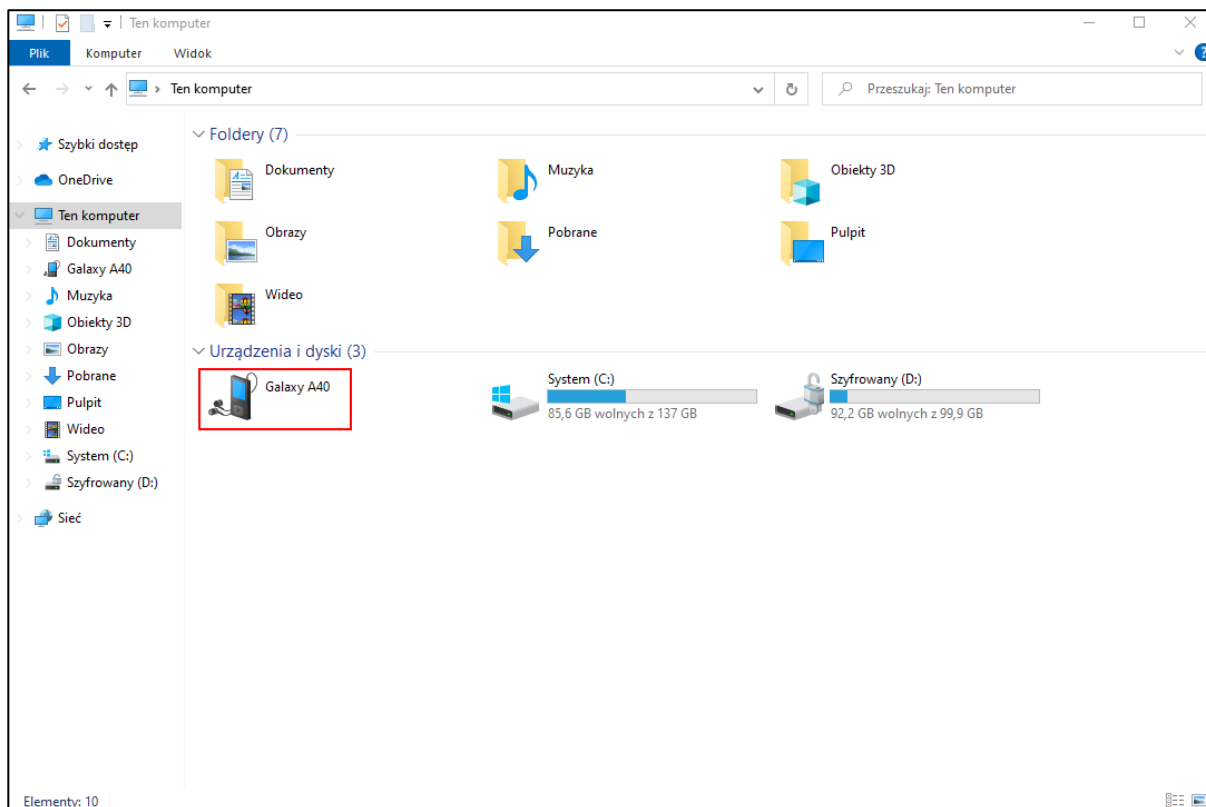 Ten komputer
Plik Komputer Widok
Ten komputer
Przeszukaj: Ten komputer
Szybki dostęp
OneDrive
Ten komputer
Dokumenty
Galaxy A40
Muzyka
Obiekty 3D
Obrazy
Pobrane
Pulpit
Wideo
System (C:)
Szyfrowany (D:)
Sieć
Foldery (7)
Dokumenty
Muzyka
Obiekty 3D
Obrazy
Pobrane
Pulpit
Wideo
Urządzenia i dyski (3)
Galaxy A40
System (C:)
85,6 GB wolnych z 137 GB
Szyfrowany (D:)
92,2 GB wolnych z 99,9 GB
Elementy: 10